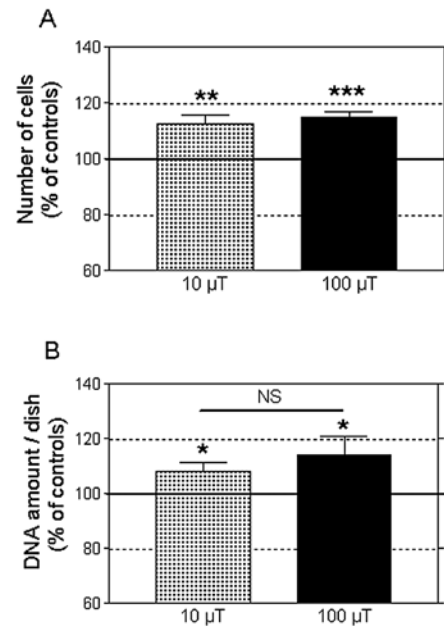 A
Number of cells
(% of controls)
140
120
100
80
60
**
***
10 µT
100 µT
B
DNA amount / dish
(% of controls)
140
120
100
80
60
NS
*
*
10 µT
100 µT